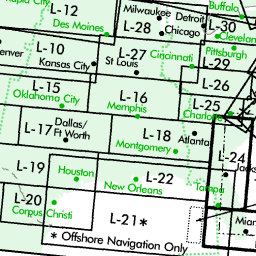 L-12
Des Moines
Milwaukee
Detroit
Buffalo
L-28
Chicago
L-30
Cleveland
L-10
L-27
Cincinnati
Pittsburgh
Kansas City
St Louis
L-29
L-15
L-26
Oklahoma City
L-16
Memphis
L-25
L-17
Dallas/
Ft Worth
L-18
Atlanta
Montgomery
L-19
Houston
L-22
L-24
New Orleans
Tampa
L-20
Corpus Christi
L-21*
* Offshore Navigation Only